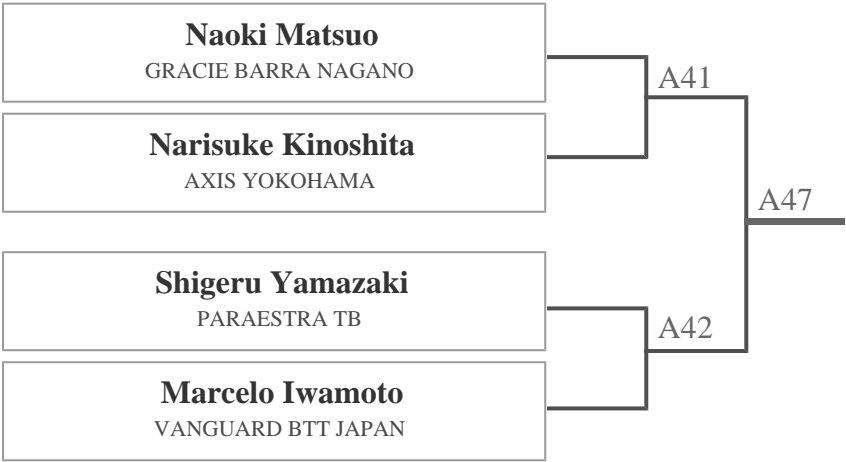 Naoki Matsuo
GRACIE BARRA NAGANO
A41
Narisuke Kinoshita
AXIS YOKOHAMA
A47
Shigeru Yamazaki
PARAESTRA TB
A42
Marcelo Iwamoto
VANGUARD BTT JAPAN